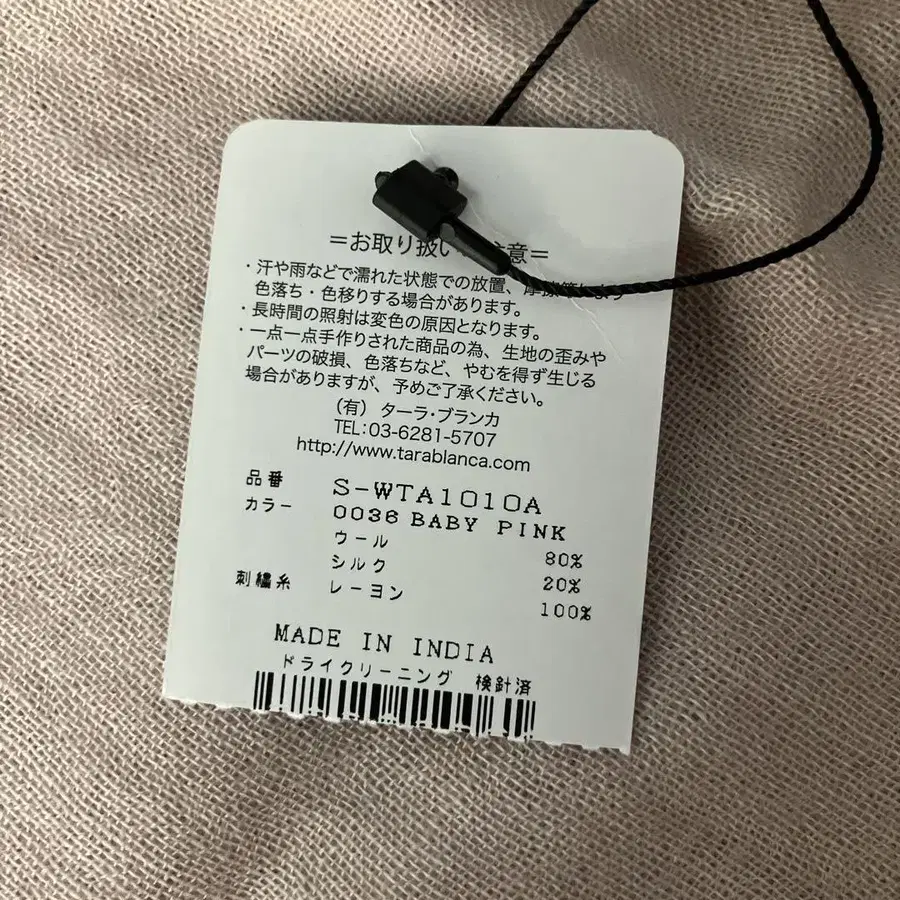 =お取り扱い 意=
・汗や雨などで濡れた状態での放置、
色落ち・色移りする場合があります。
・長時間の照射は変色の原因となります。
・一点一点手作りされた商品の為、生地の歪みや
パーツの破損、色落ちなど、やむを得ず生じる
場合がありますが、予めご了承ください。
(有) ターラ・ブランカ
TEL:03-6281-5707
http://www.tarablanca.com
品番 S-WTA1010A
カラー 0036 BABY PINK
ウール 80%
シルク 20%
刺繍糸 レーヨン 100%
MADE IN INDIA
ドライクリーニング 検針済